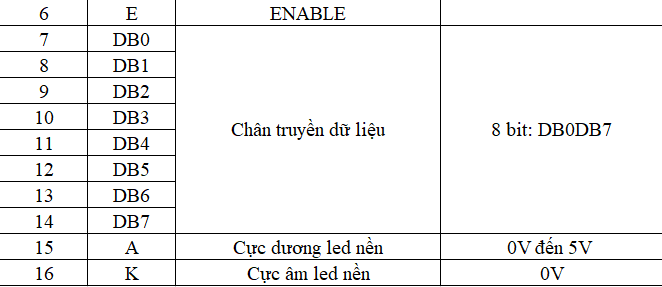 6 E ENABLE
7 DB0
8 DB1
9 DB2
10 DB3
Chân truyền dữ liệu 8 bit: DB0DB7
11 DB4
12 DB5
13 DB6
14 DB7
15 A Cực dương led nền 0V đến 5V
16 K Cực âm led nền 0V